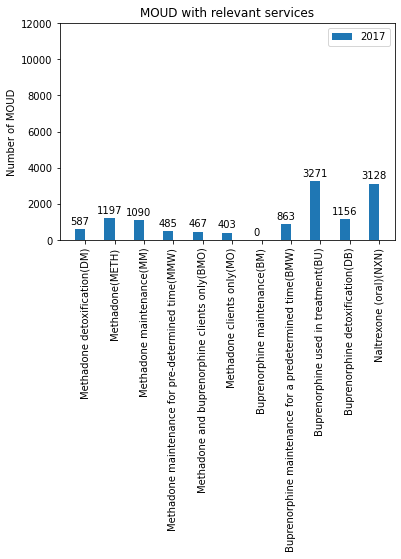 MOUD with relevant services
2017
Number of MOUD
12000
10000
8000
6000
4000
2000
0
587
1197
1090
485
467
403
0
863
3271
1156
3128
Methadone detoxification(DM)
Methadone(METH)
Methadone maintenance(MM)
Methadone maintenance for pre-determined time(MMW)
Methadone and buprenorphine clients only(BMO)
Methadone clients only(MO)
Buprenorphine maintenance(BM)
Buprenorphine maintenance for a predetermined time(BMW)
Buprenorphine used in treatment(BU)
Buprenorphine detoxification(DB)
Naltrexone (oral)(NXN)